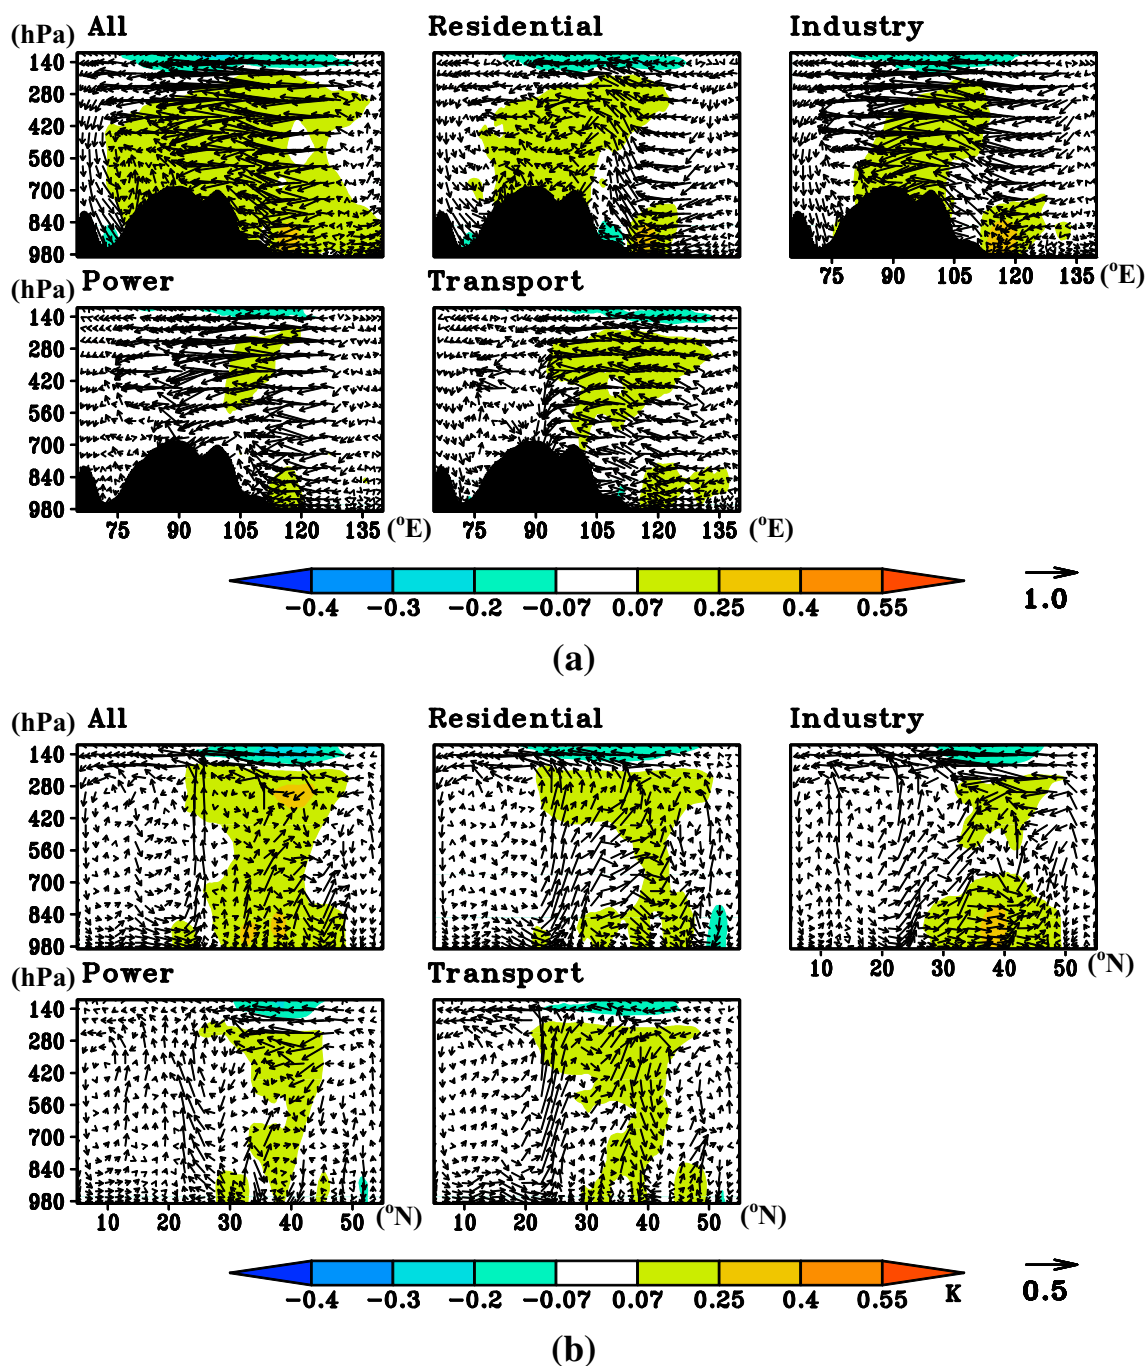 (hPa) All Residential Industry
140
280
420
560
700
840
980
75 90 105 120 135 (°E)
(hPa) Power Transport
140
280
420
560
700
840
980
75 90 105 120 135 (°E) 75 90 105 120 135 (°E)
-0.4 -0.3 -0.2 -0.07 0.07 0.25 0.4 0.55 1.0
(a)
(hPa) All Residential Industry
140
280
420
560
700
840
980
10 20 30 40 50 (°N)
(hPa) Power Transport
140
280
420
560
700
840
980
10 20 30 40 50 (°N) 10 20 30 40 50 (°N)
-0.4 -0.3 -0.2 -0.07 0.07 0.25 0.4 0.55 K 0.5
(b)